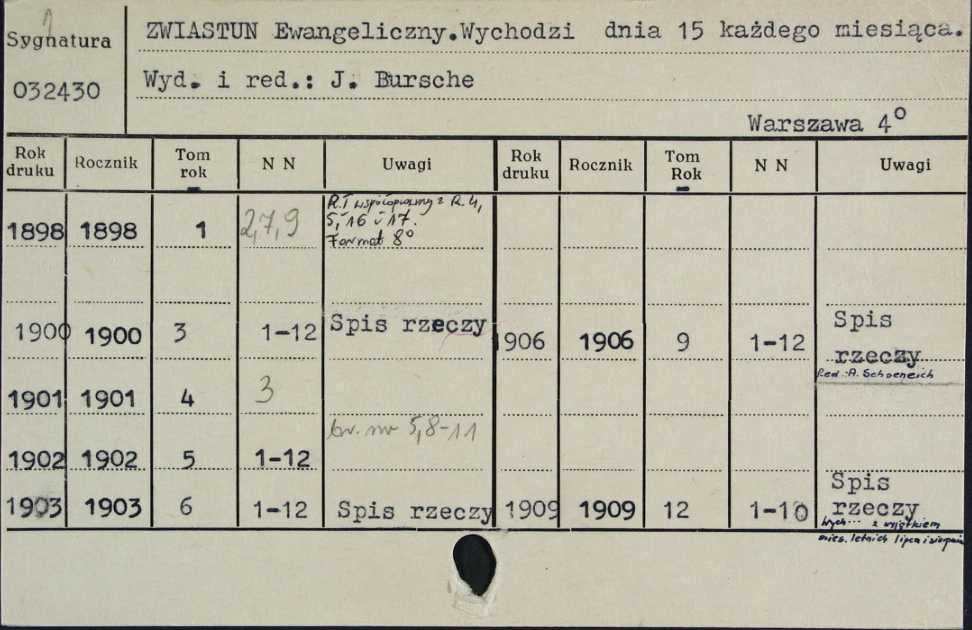 Sygnatura
032430
ZWIASTUN Ewangeliczny.Wychodzi dnia 15 każdego miesiąca.
Wyd. i red.: J. Bursche
Warszawa 4⁰
Rok druku Rocznik Tom rok N N Uwagi Rok druku Rocznik Tom Rok N N Uwagi
R.I współoprawny z R. 4,
5, i 6 i 17.
Format 8⁰
1898 1898 1 2,7,9
1900 1900 3 1-12 Spis rzeczy
1906 1906 9 1-12 Spis
rzeczy
Red. A. Schoeneich
1901 1901 4 3
br. nr 5,8-11
1902 1902 5 1-12
1903 1903 6 1-12 Spis rzeczy
1909 1909 12 1-10 Spis
rzeczy
wych... z wyjątkiem
mies. letnich lipca i sierpnia